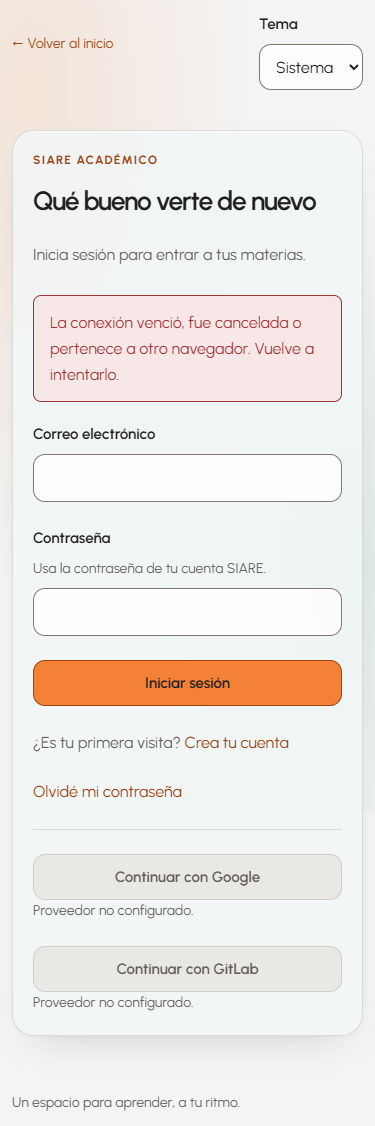 ← Volver al inicio
Tema
Sistema
SIARE ACADÉMICO
Qué bueno verte de nuevo
Inicia sesión para entrar a tus materias.
La conexión venció, fue cancelada o
pertenece a otro navegador. Vuelve a
intentarlo.
Correo electrónico
Contraseña
Usa la contraseña de tu cuenta SIARE.
Iniciar sesión
¿Es tu primera visita? Crea tu cuenta
Olvidé mi contraseña
Continuar con Google
Proveedor no configurado.
Continuar con GitLab
Proveedor no configurado.
Un espacio para aprender, a tu ritmo.